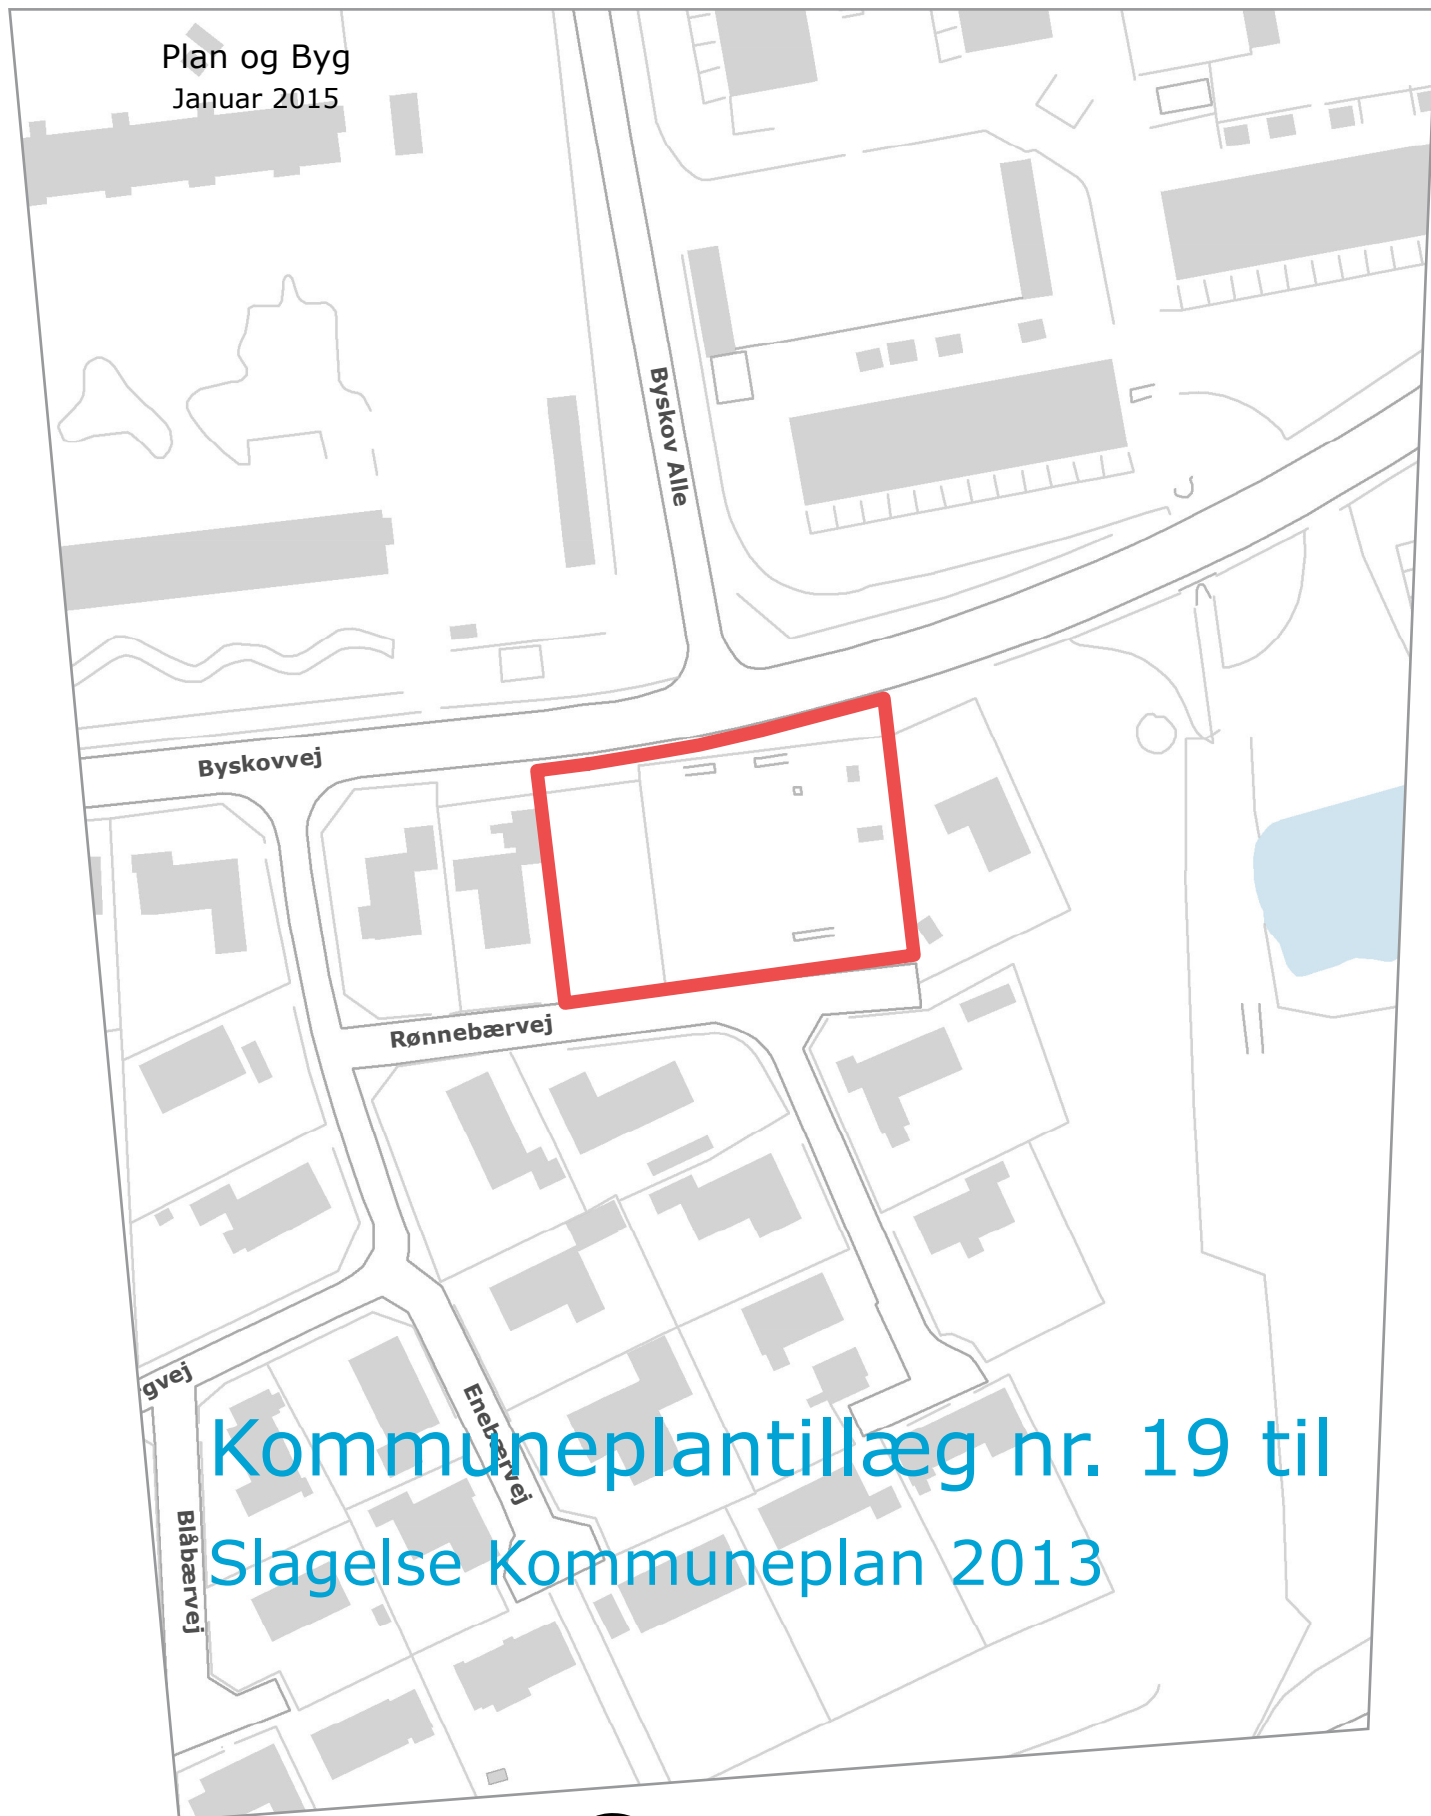 Plan og Byg
Januar 2015
Byskov Alle
Byskovvej
Rønnebærvej
gvej
Enebærvej
Kommuneplantillæg nr. 19 til
Blåbærvej
Slagelse Kommuneplan 2013